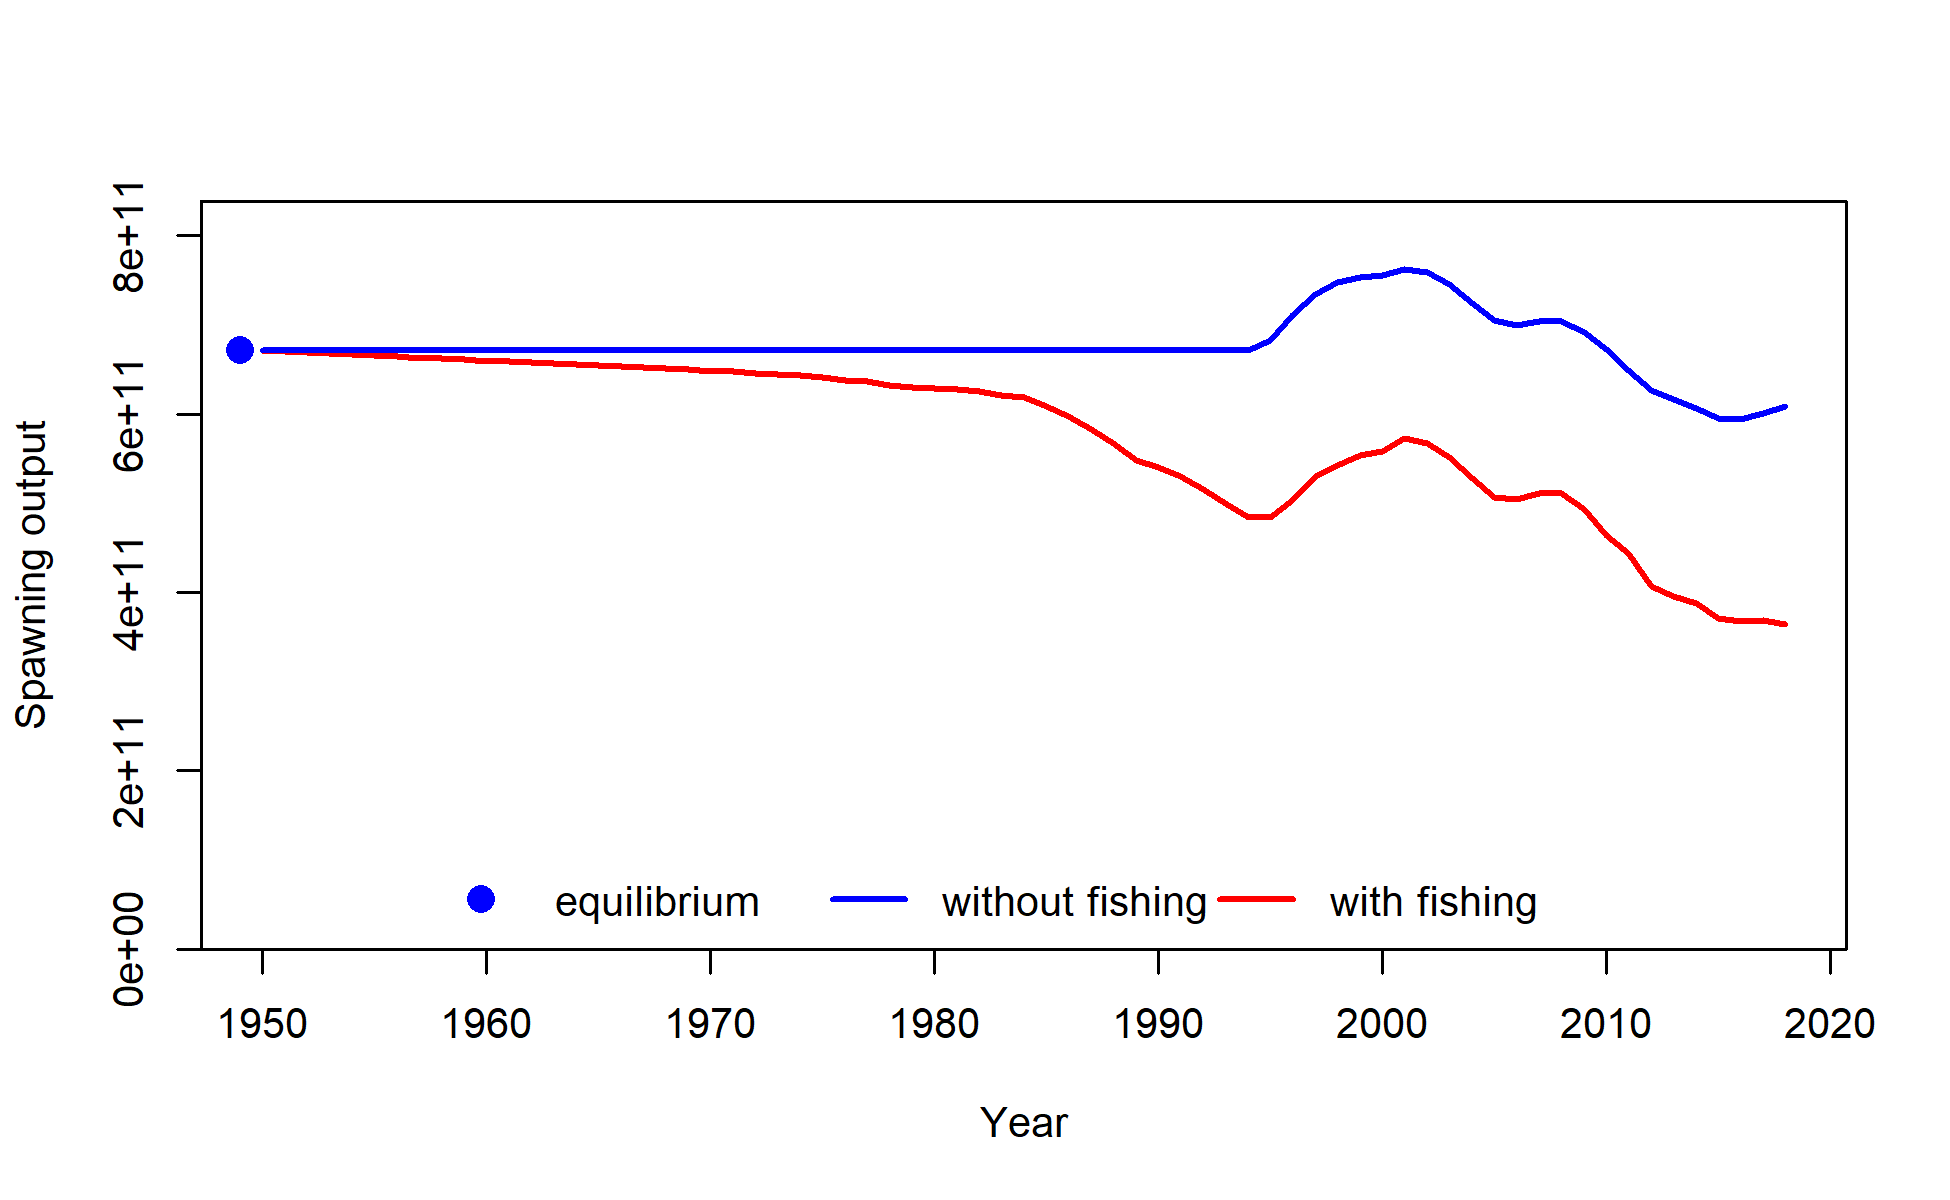 8e+11
6e+11
4e+11
2e+11
0e+00
Spawning output
equilibrium without fishing with fishing
1950 1960 1970 1980 1990 2000 2010 2020
Year